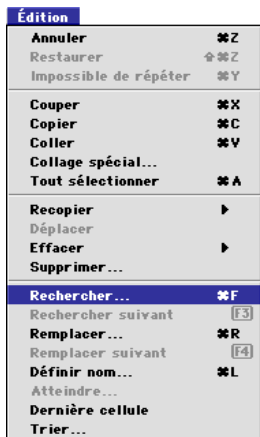 Édition
Annuler ⌘Z
Restaurer ⇧⌘Z
Impossible de répéter ⌘Y
Couper ⌘X
Copier ⌘C
Coller ⌘V
Collage spécial...
Tout sélectionner ⌘A
Recopier ▶
Déplacer
Effacer ▶
Supprimer...
Rechercher... ⌘F
Rechercher suivant F3
Remplacer... ⌘R
Remplacer suivant F4
Définir nom... ⌘L
Atteindre...
Dernière cellule
Trier...